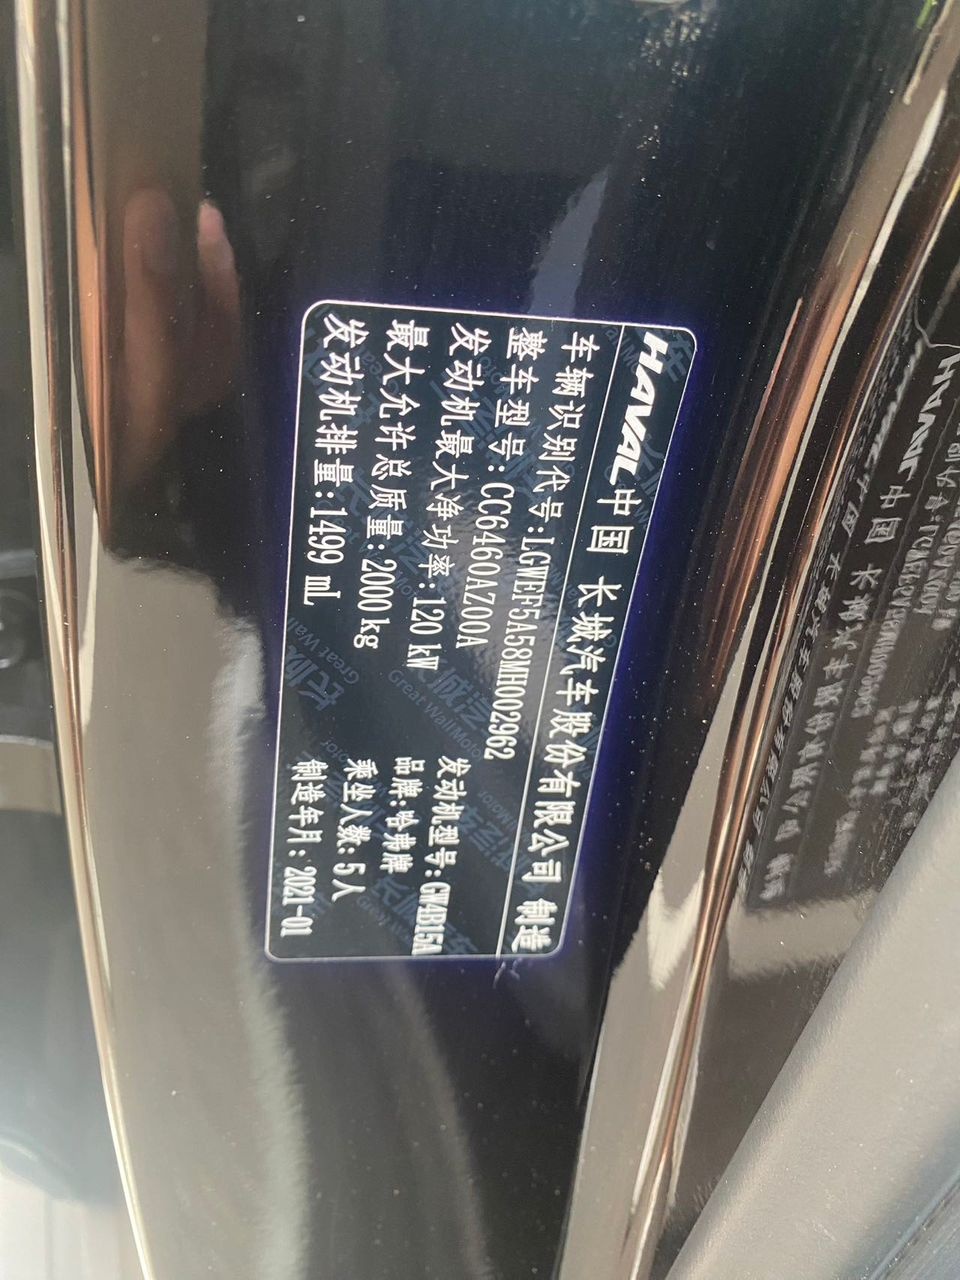 HAVAL 中国 长城汽车股份有限公司 制造
车辆识别代号:LGWEF5A58MH002962
整车型号:CC6460AZ00A
发动机最大净功率:120 kW 发动机型号:GW4B15A
最大允许总质量:2000kg 品牌:哈弗牌
发动机排量:1499 mL 乘坐人数:5人
制造年月:2021-01